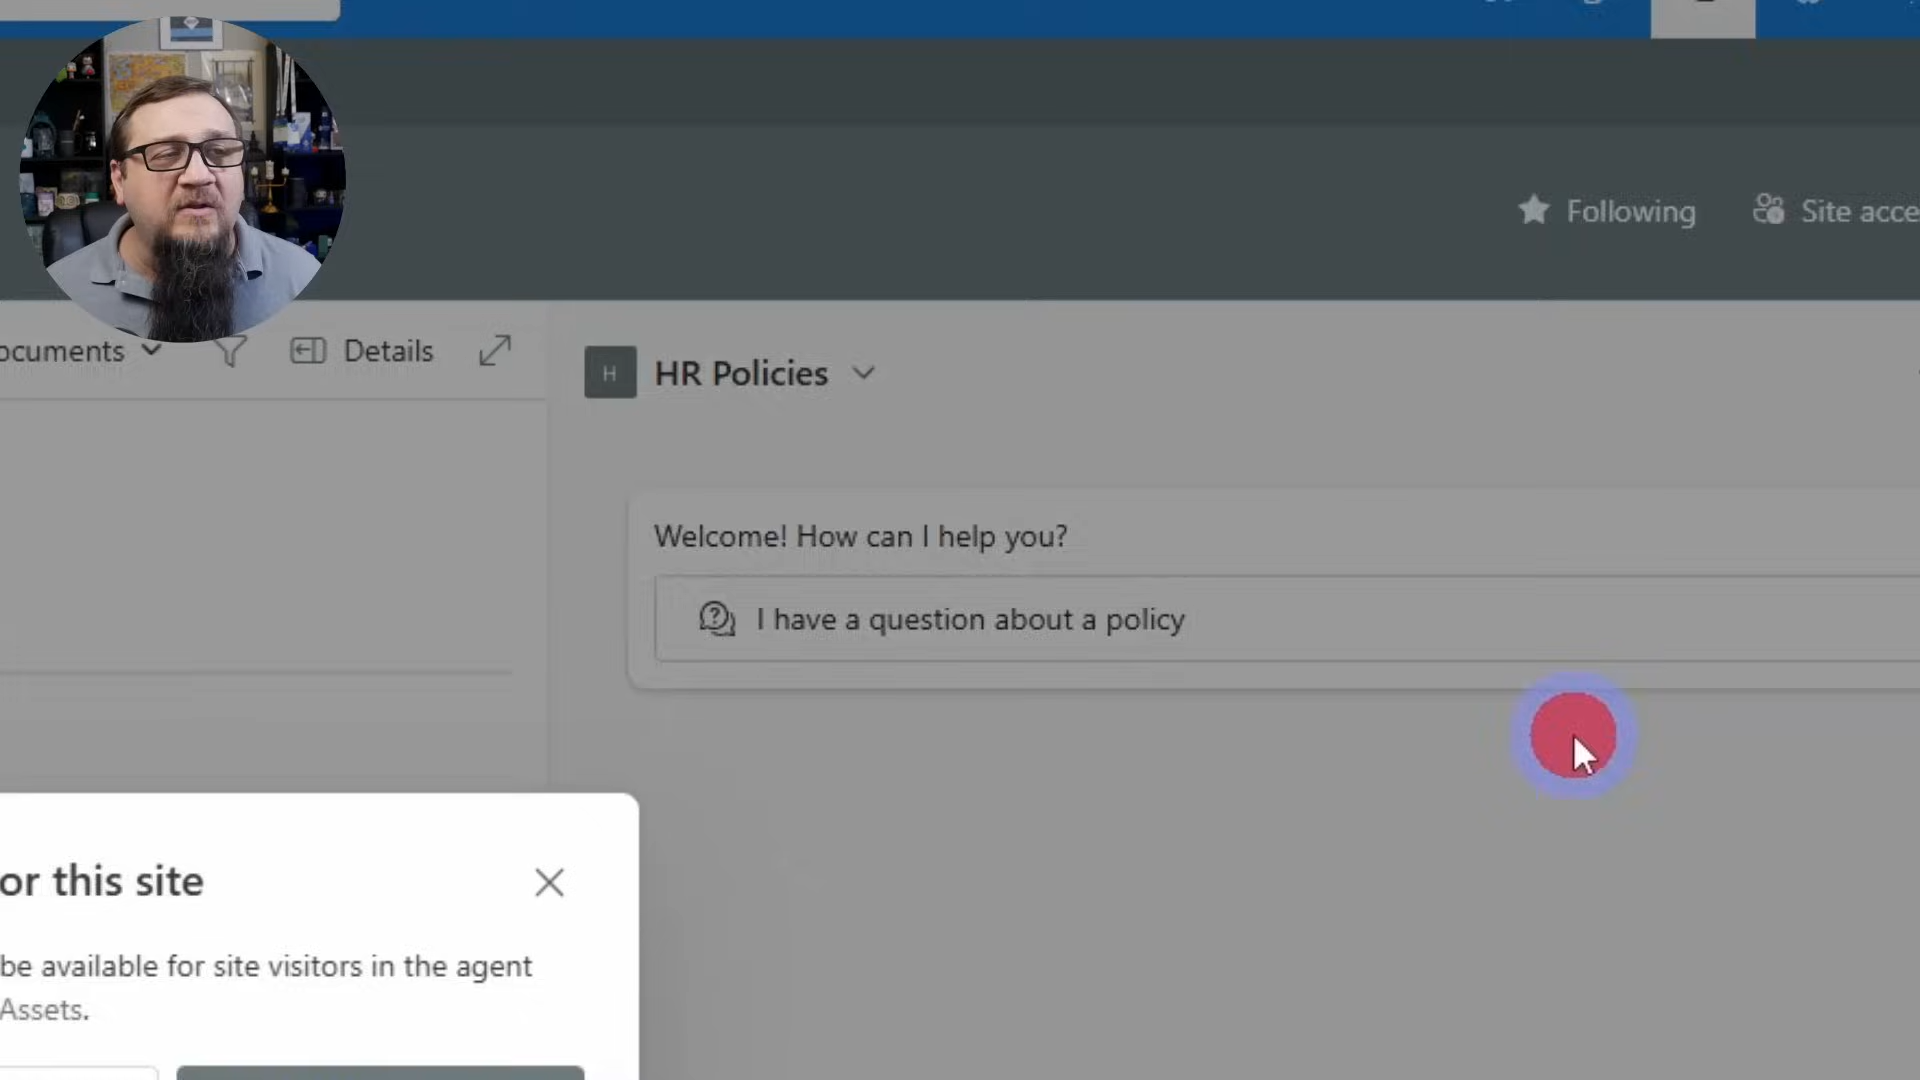 Following
Site acce
ocuments
Details
H
HR Policies
Welcome! How can I help you?
I have a question about a policy
or this site
be available for site visitors in the agent
Assets.